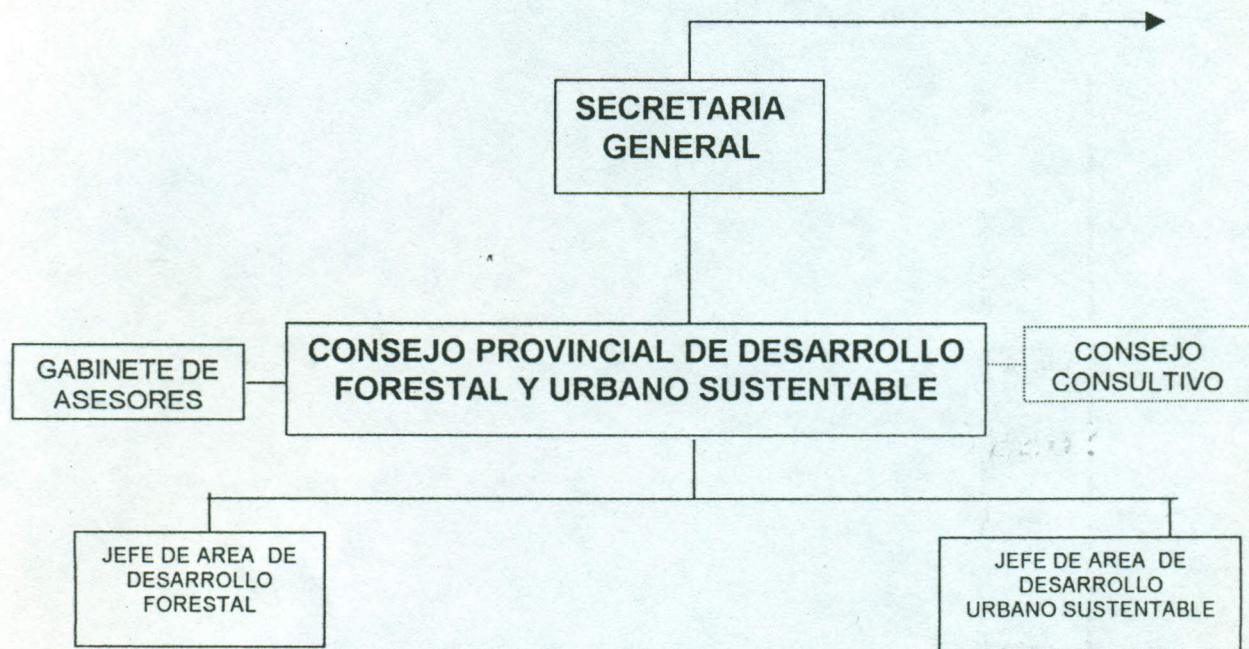 SECRETARIA
GENERAL
GABINETE DE
ASESORES
CONSEJO PROVINCIAL DE DESARROLLO
FORESTAL Y URBANO SUSTENTABLE
CONSEJO
CONSULTIVO
JEFE DE AREA DE
DESARROLLO
FORESTAL
JEFE DE AREA DE
DESARROLLO
URBANO SUSTENTABLE